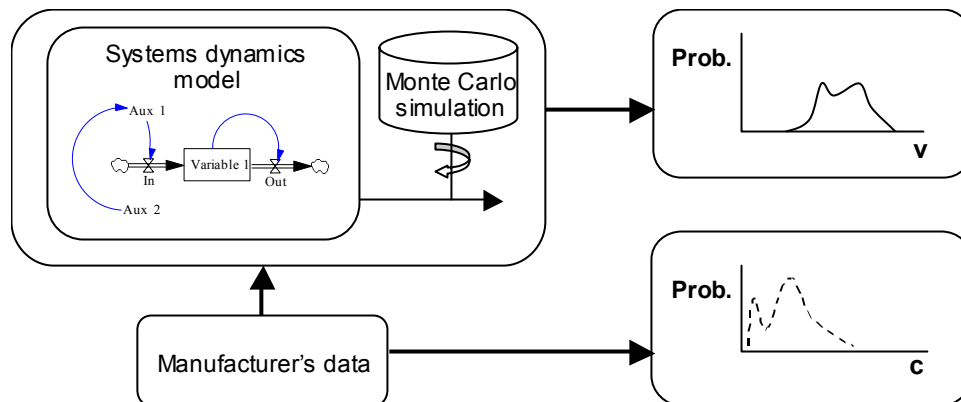 Systems dynamics
model
Aux 1
In
Variable 1
Out
Aux 2
Monte Carlo
simulation
Prob.
v
Manufacturer's data
Prob.
c